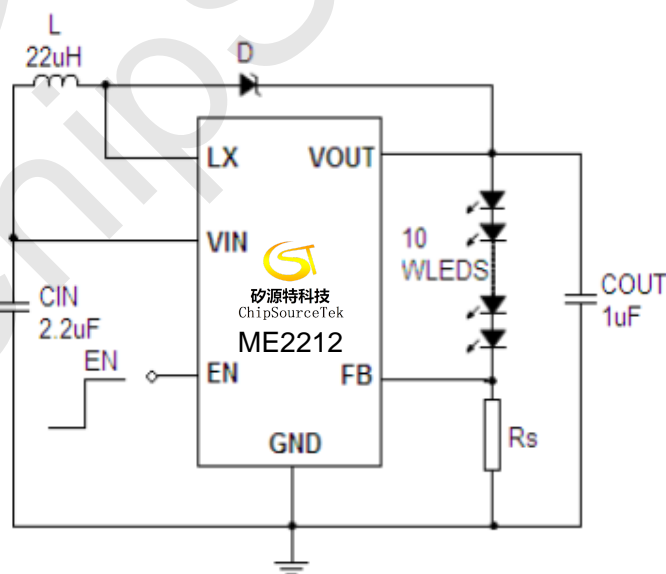 L
22uH
D
LX
VOUT
VIN
10
WLEDS
矽源特科技
ChipSourceTek
ME2212
CIN
2.2uF
COUT
1uF
EN
EN
FB
GND
Rs